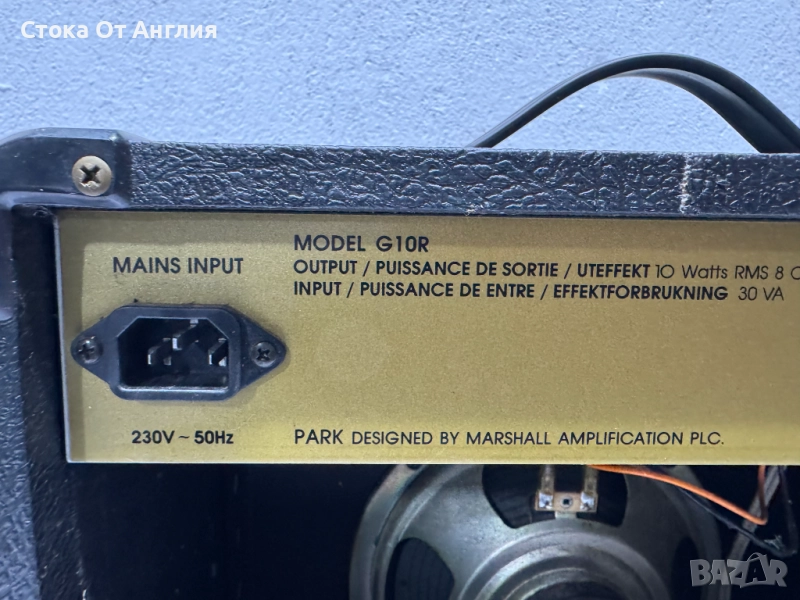 Стока От Англия
MODEL G10R
MAINS INPUT
OUTPUT / PUISSANCE DE SORTIE / UTEFFEKT 10 Watts RMS 8
INPUT / PUISSANCE DE ENTRE / EFFEKTFORBRUKNING 30 VA
230V ~ 50Hz
PARK DESIGNED BY MARSHALL AMPLIFICATION PLC.
BAZAR